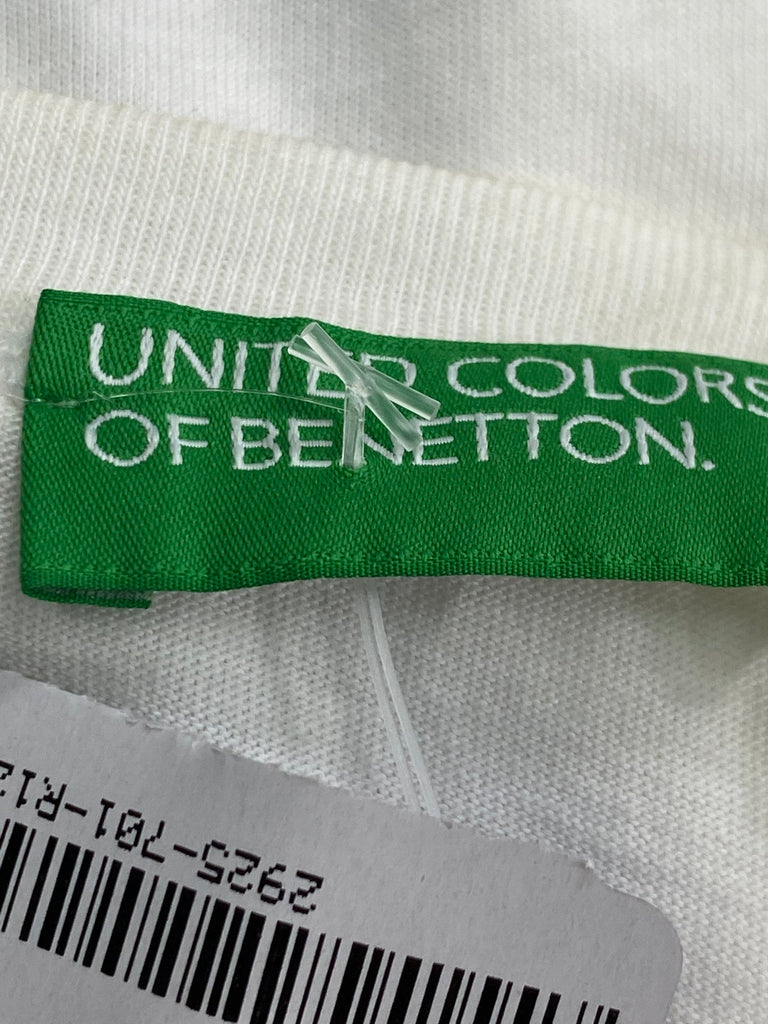 UNITED COLORS
OF BENETTON.
2925-701-R12